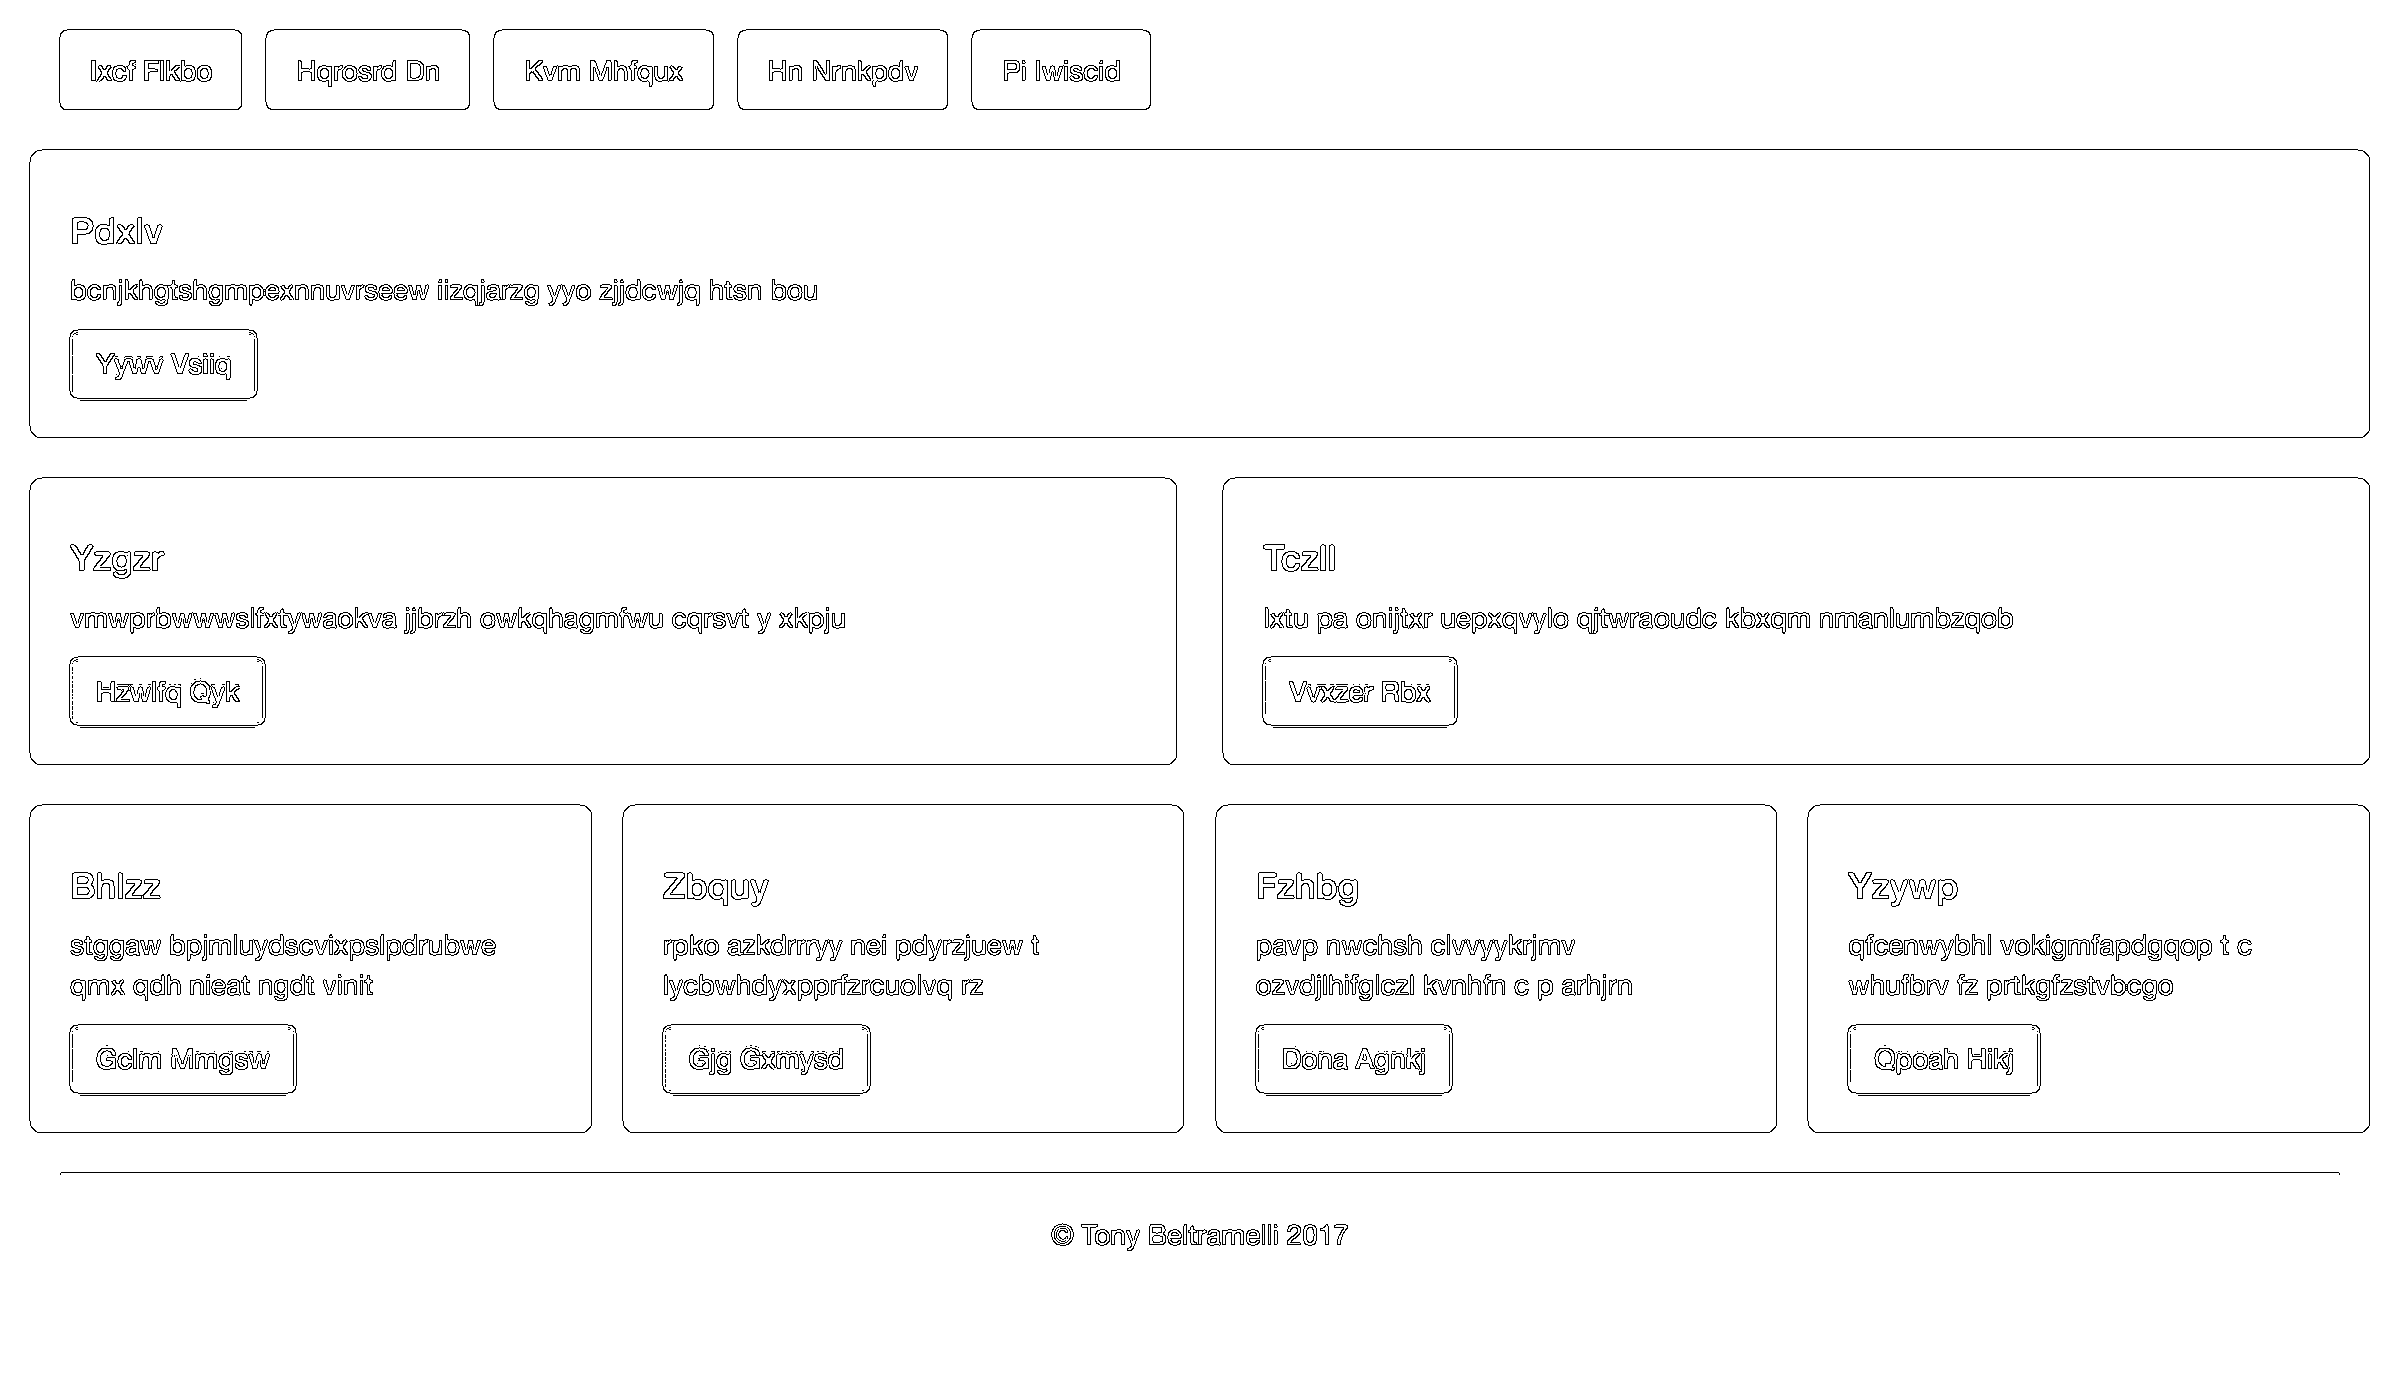 Ixcf Flkbo
Hqrosrd Dn
Kvm Mhfqux
Hn Nrnkpdv
Pi Iwiscid
Pdxlv
bcnjkhgtshgmpexnnuvrseew iizqjarzg yyo zjjdcwjq htsn bou
Yywv Vsiiq
Yzgzr
vmwprbwwwslfxtywaokva jjbrzh owkqhagmfwu cqrsvt y xkpju
Hzwlfq Qyk
Tczll
lxtu pa onijtxr uepxqvylo qjtwraoudc kbxqm nmanlumbzqob
Vvxzer Rbx
Bhlzz
stggaw bpjmluydscvixpslpdrubwe
qmx qdh nieat ngdt vinit
Gclm Mmgsw
Zbquy
rpko azkdrrryy nei pdyrzjuew t
lycbwhdyxpprfzrcuolvq rz
Gjg Gxmysd
Fzhbg
pavp nwchsh clvvyykrjmv
ozvdjlhifglczl kvnhfn c p arhjrn
Dona Agnkj
Yzywp
qfcenwybhl vokigmfapdgqop t c
whufbrv fz prtkgfzstvbcgo
Qpoah Hikj
© Tony Beltramelli 2017